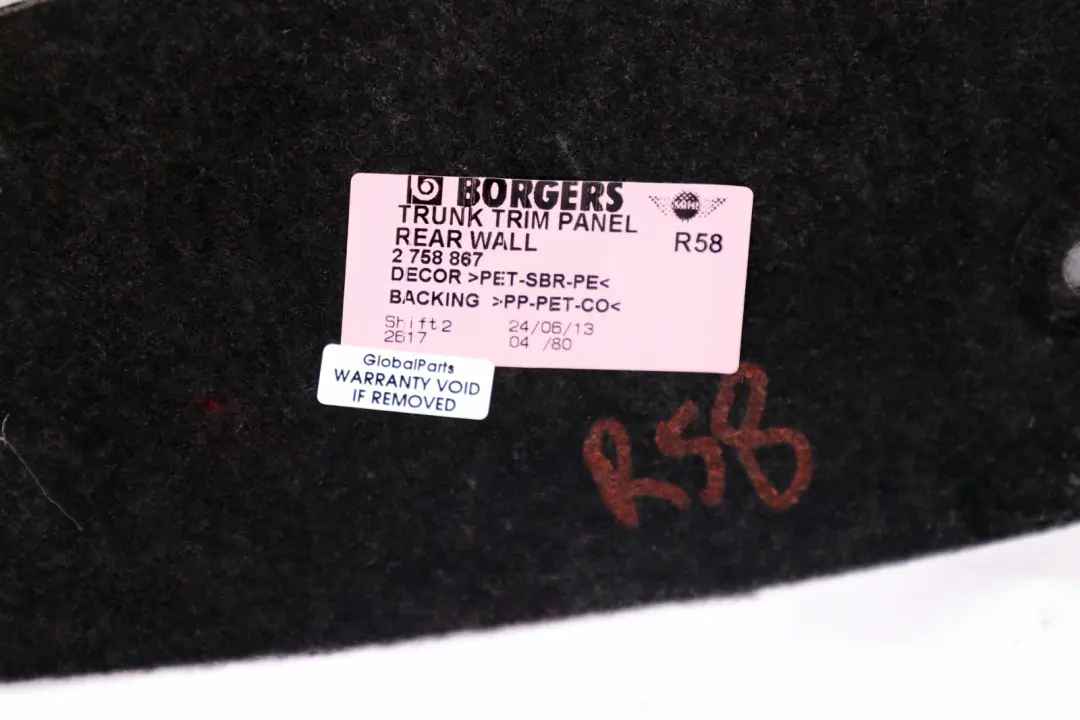 BORGERS
TRUNK TRIM PANEL
REAR WALL
2 758 867
DECOR >PET-SBR-PE<
BACKING >PP-PET-CO<
Shift2 24/06/13
2617 04 /80
MINI
R58
GlobalParts
WARRANTY VOID
IF REMOVED
R58